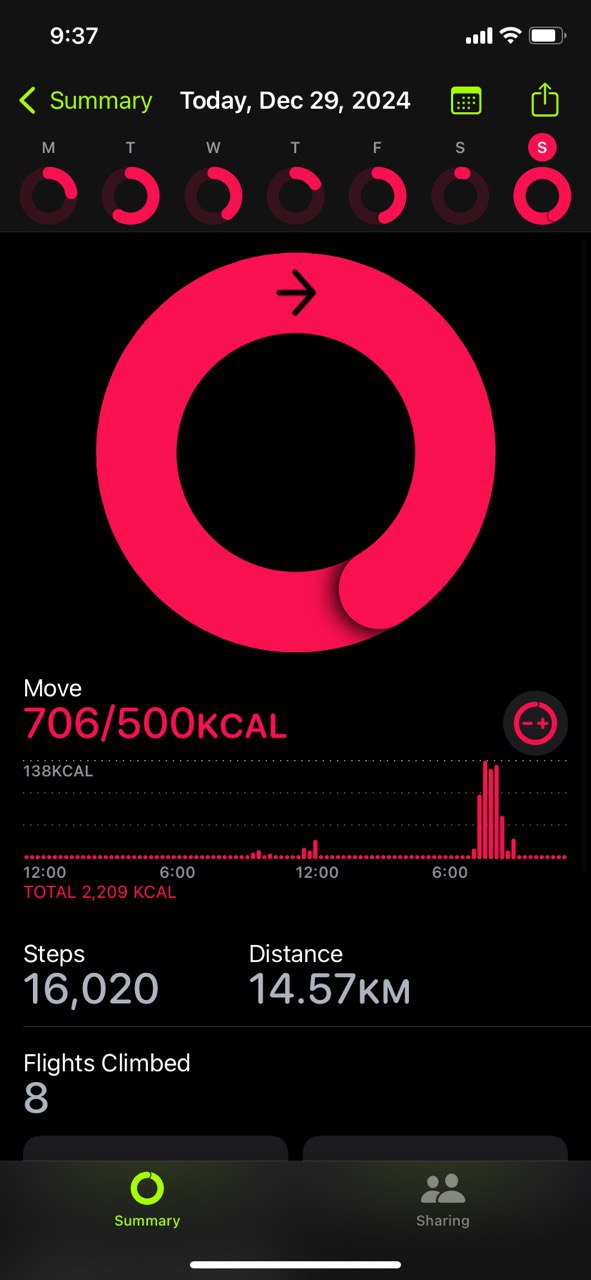 9:37
Summary Today, Dec 29, 2024
M T W T F S S
Move
706/500KCAL
138KCAL
12:00 6:00 12:00 6:00
TOTAL 2,209 KCAL
Steps Distance
16,020 14.57KM
Flights Climbed
8
Summary Sharing